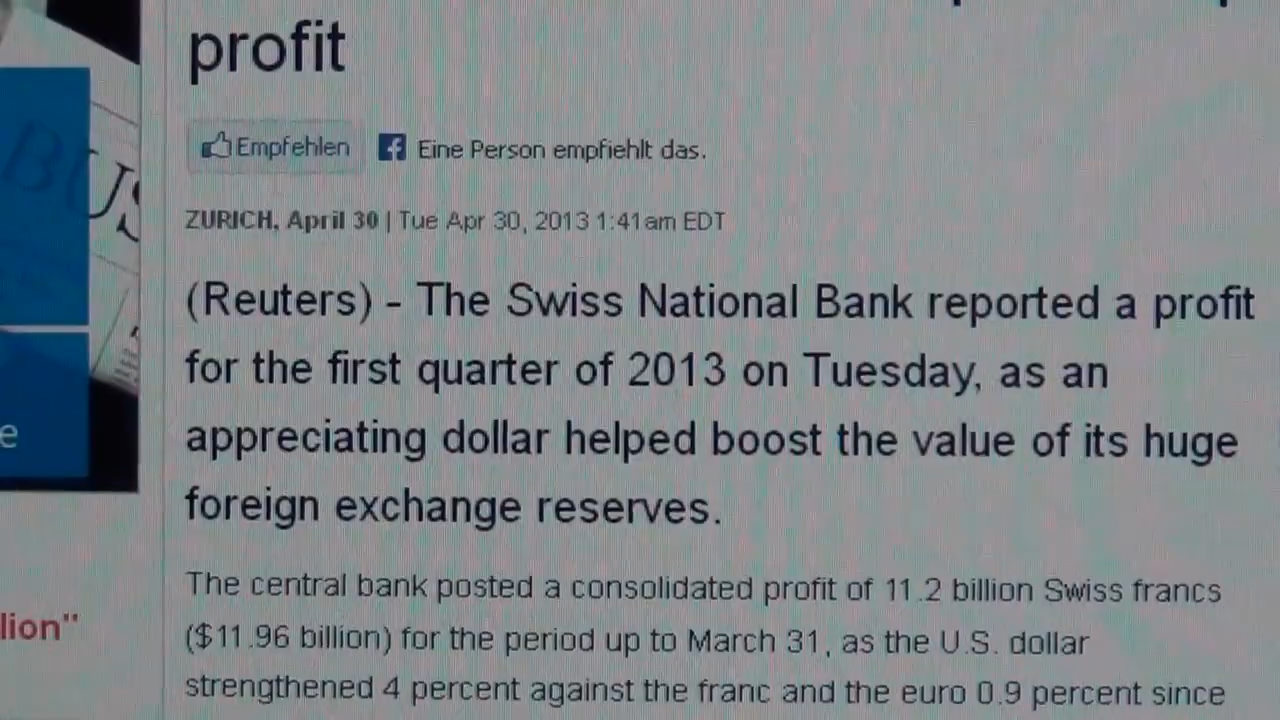 profit
Empfehlen
Eine Person empfiehlt das.
ZURICH, April 30 | Tue Apr 30, 2013 1:41am EDT
(Reuters) - The Swiss National Bank reported a profit
for the first quarter of 2013 on Tuesday, as an
appreciating dollar helped boost the value of its huge
foreign exchange reserves.
The central bank posted a consolidated profit of 11.2 billion Swiss francs
($11.96 billion) for the period up to March 31, as the U.S. dollar
strengthened 4 percent against the franc and the euro 0.9 percent since
BUS
e
lion"